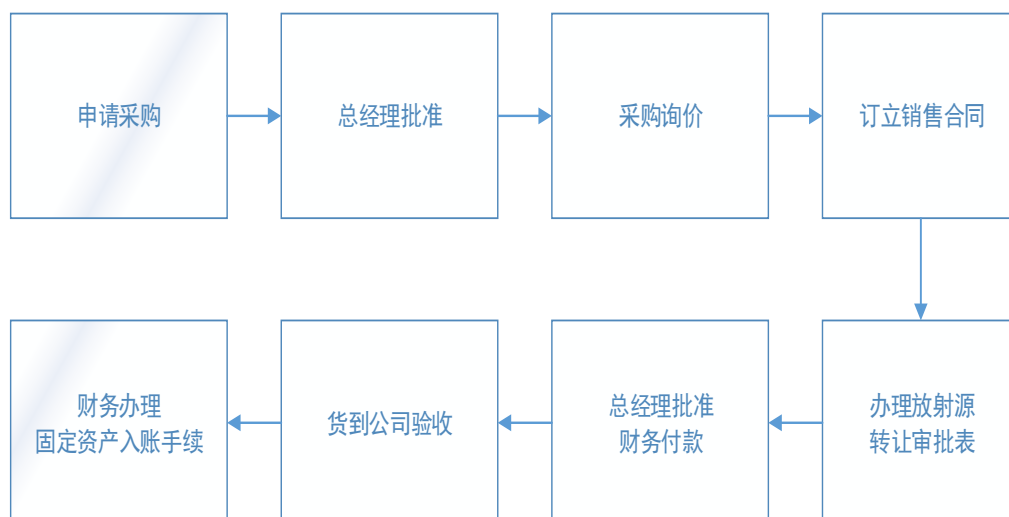 申请采购
总经理批准
采购询价
订立销售合同
办理放射源
转让审批表
总经理批准
财务付款
货到公司验收
财务办理
固定资产入账手续